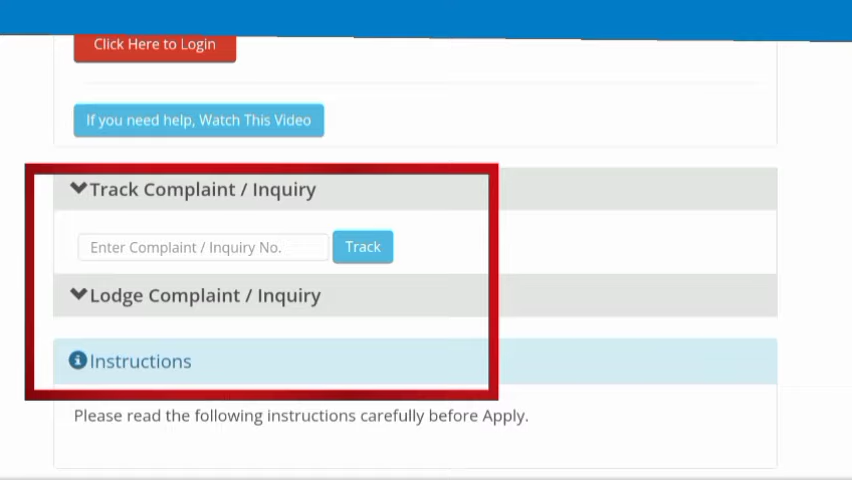 Click Here to Login
If you need help, Watch This Video
Track Complaint / Inquiry
Enter Complaint / Inquiry No.
Track
Lodge Complaint / Inquiry
Instructions
Please read the following instructions carefully before Apply.